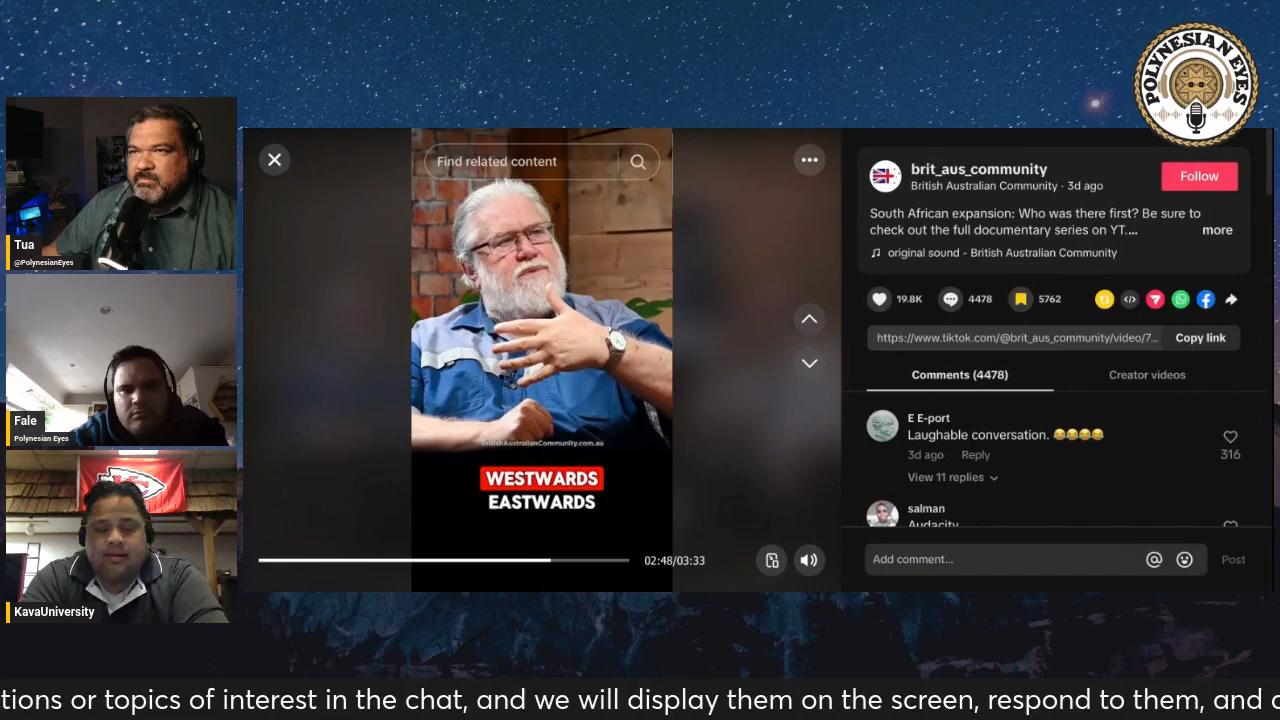 POLYNESIAN EYES
Tua
@PolynesianEyes
Fale
Polynesian Eyes
KC
KavaUniversity
Find related content
BritishAustralianCommunity.com.au
WESTWARDS
EASTWARDS
02:48/03:33
brit_aus_community
British Australian Community · 3d ago
Follow
South African expansion: Who was there first? Be sure to
check out the full documentary series on YT.... more
original sound - British Australian Community
19.8K 4478 5762
https://www.tiktok.com/@brit_aus_community/video/7... Copy link
Comments (4478) Creator videos
E E-port
Laughable conversation. 😂😂😂😂
3d ago Reply
316
View 11 replies
salman
Audacity
Add comment... Post
tions or topics of interest in the chat, and we will display them on the screen, respond to them, and